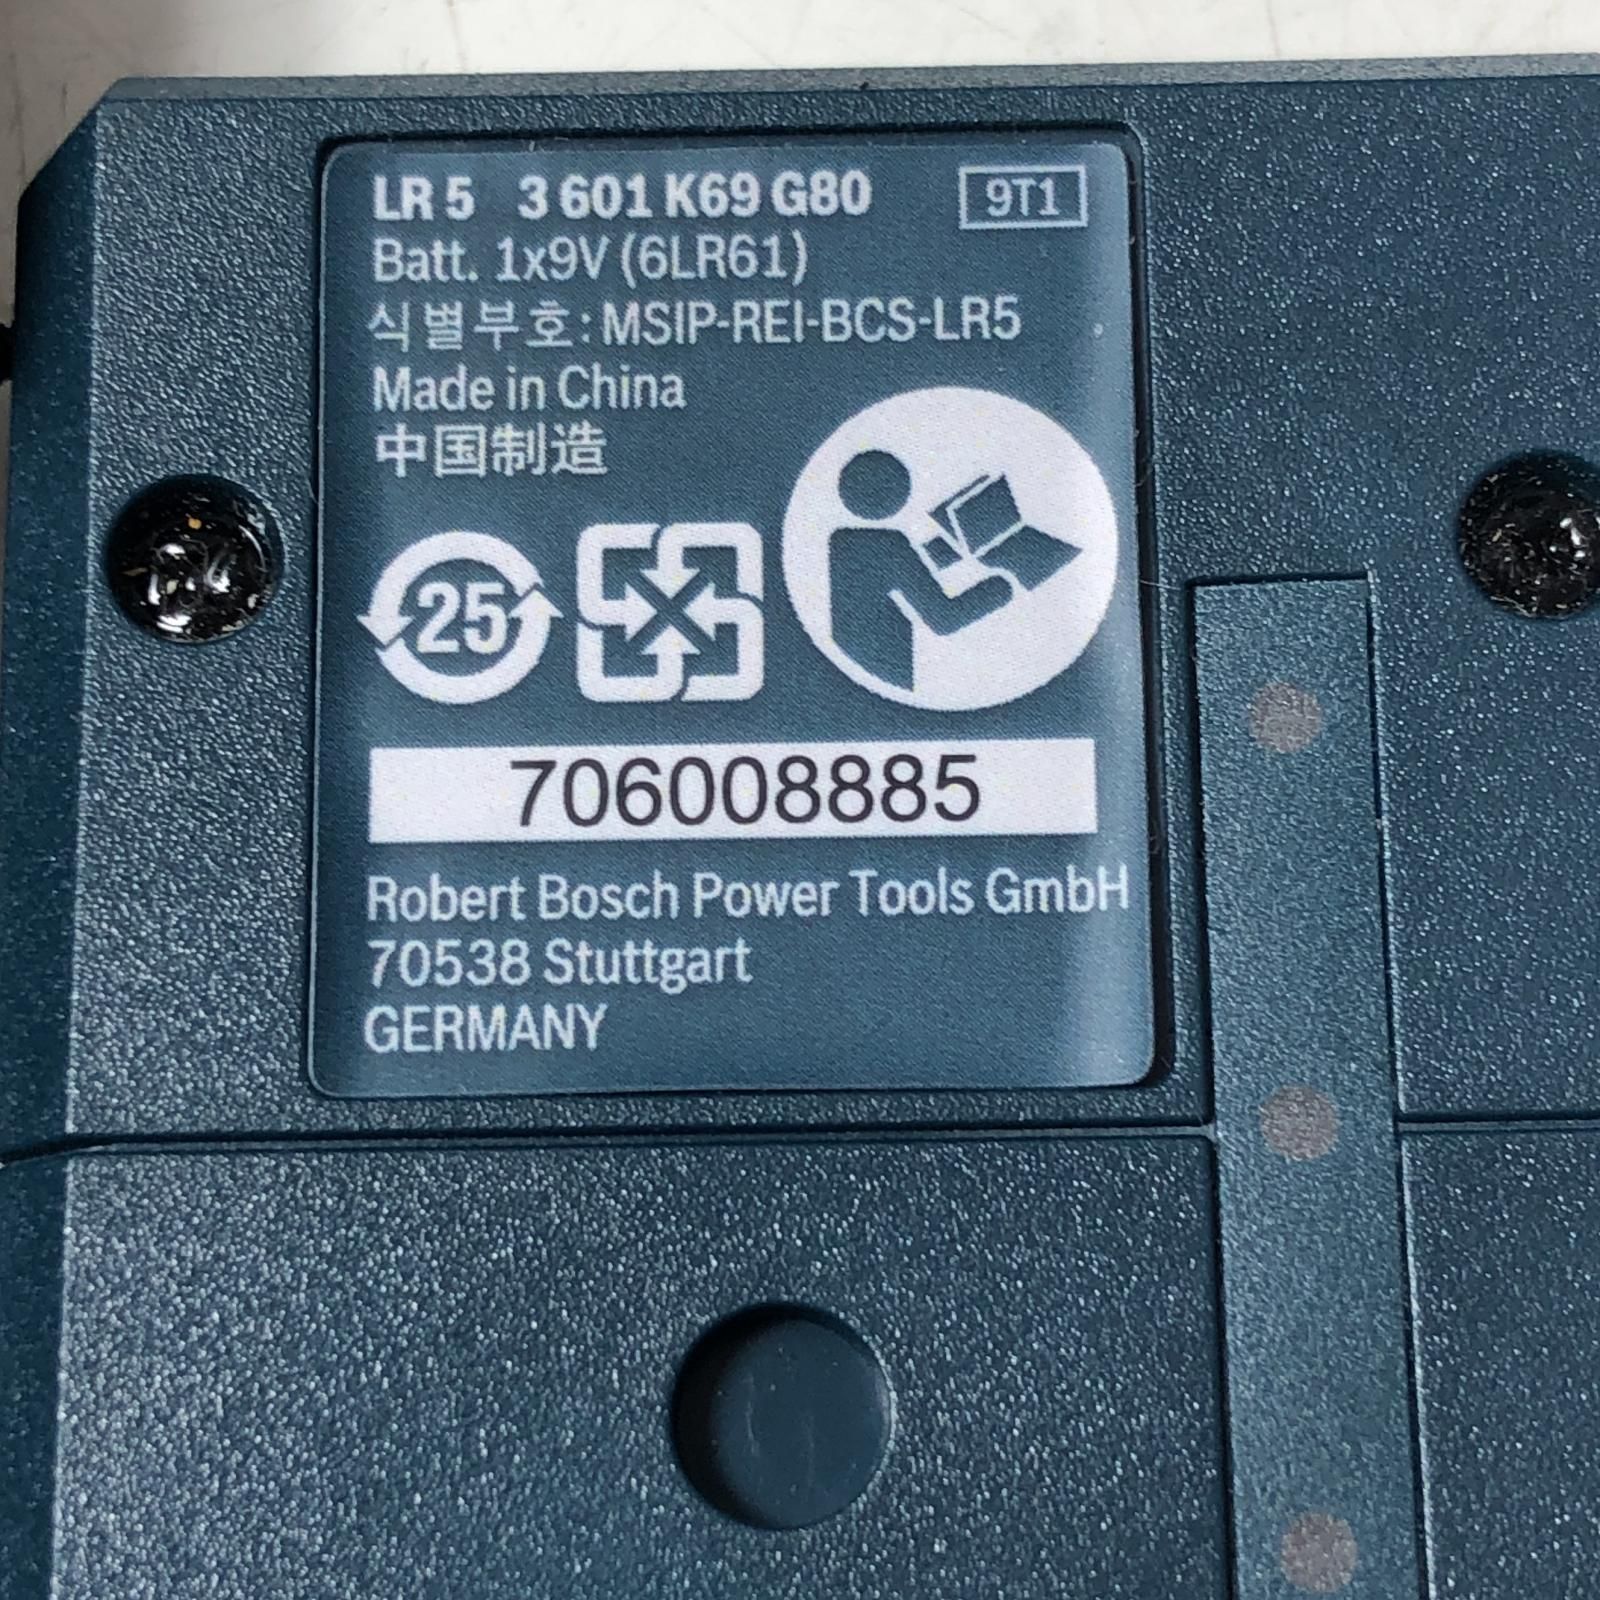 LR 5 3 601 K69 G80 9T1
Batt. 1x9V (6LR61)
식별부호: MSIP-REI-BCS-LR5
Made in China
中国制造
25
706008885
Robert Bosch Power Tools GmbH
70538 Stuttgart
GERMANY